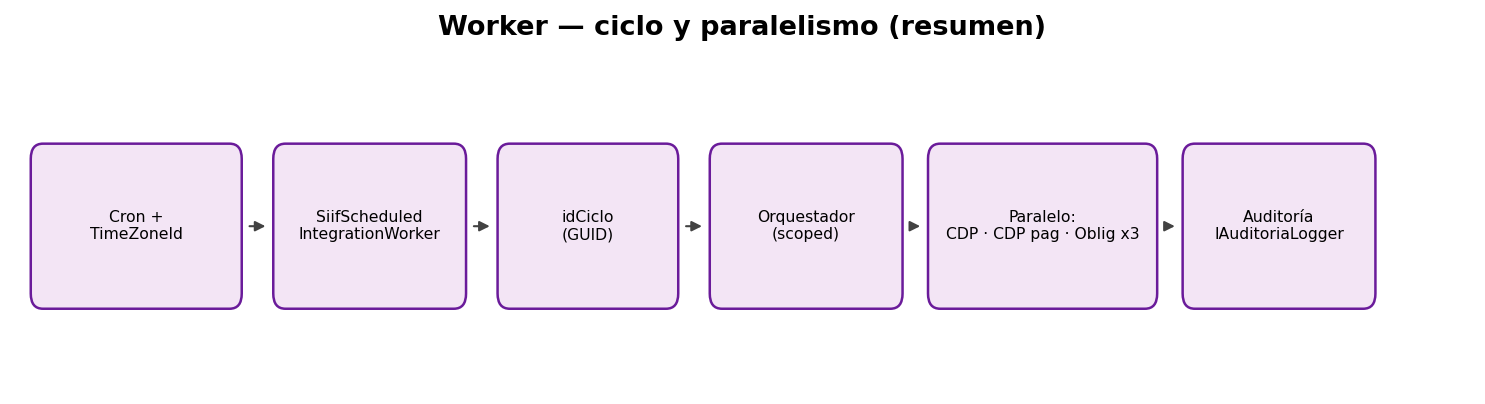 Worker — ciclo y paralelismo (resumen)
Cron +
TimeZoneId
SiifScheduled
IntegrationWorker
idCiclo
(GUID)
Orquestador
(scoped)
Paralelo:
CDP · CDP pag · Oblig x3
Auditoría
IAuditoriaLogger